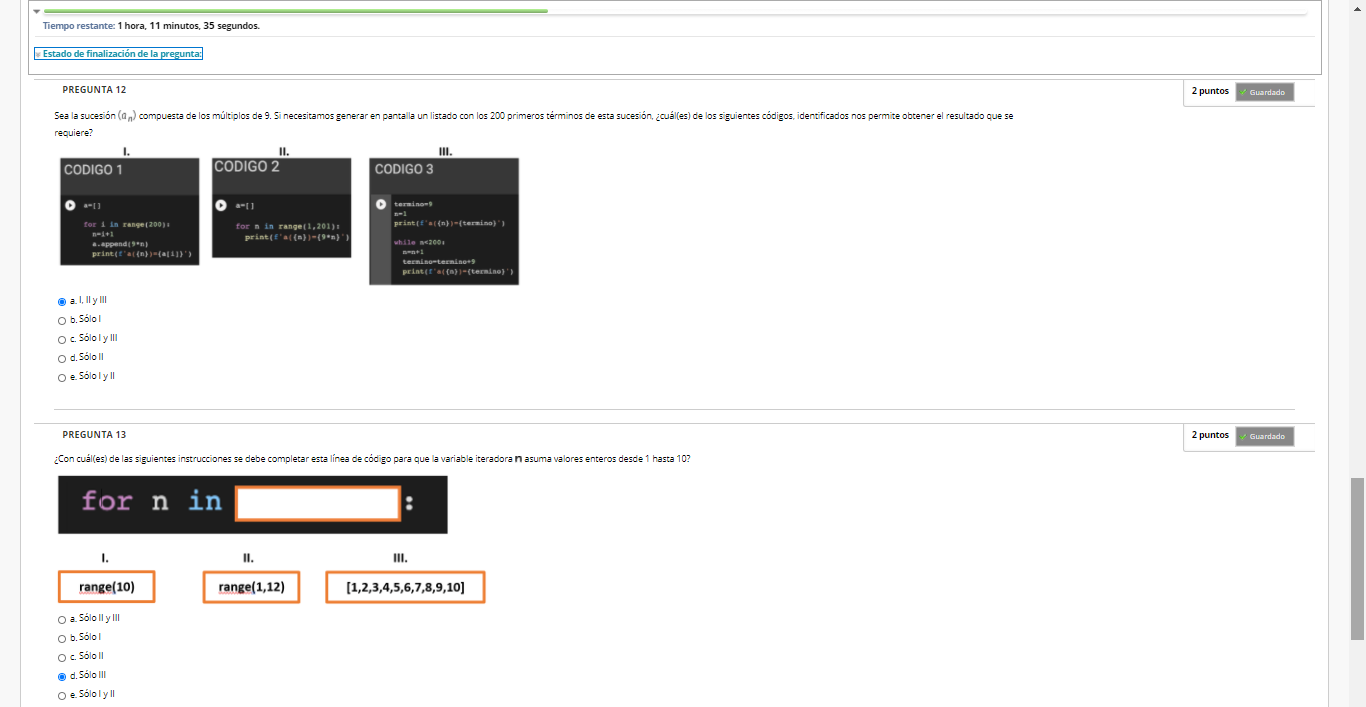 Tiempo restante: 1 hora, 11 minutos, 35 segundos.
Estado de finalización de la pregunta:
PREGUNTA 12
2 puntos
Guardado
Sea la sucesión (aₙ) compuesta de los múltiplos de 9. Si necesitamos generar en pantalla un listado con los 200 primeros términos de esta sucesión, ¿cuál(es) de los siguientes códigos, identificados nos permite obtener el resultado que se
requiere?
I.
CODIGO 1
a=[]
for i in range(200):
n=i+1
a.append(9*n)
print(f'a({n})={a[i]}')
II.
CODIGO 2
a=[]
for n in range(1,201):
print(f'a({n})={9*n}')
III.
CODIGO 3
termino=9
n=1
print(f'a({n})={termino}')
while n<200:
n=n+1
termino=termino+9
print(f'a({n})={termino}')
a. I, II y III
b. Sólo I
c. Sólo I y III
d. Sólo II
e. Sólo I y II
PREGUNTA 13
2 puntos
Guardado
¿Con cuál(es) de las siguientes instrucciones se debe completar esta línea de código para que la variable iteradora n asuma valores enteros desde 1 hasta 10?
for n in :
I. II. III.
range(10) range(1,12) [1,2,3,4,5,6,7,8,9,10]
a. Sólo II y III
b. Sólo I
c. Sólo II
d. Sólo III
e. Sólo I y II